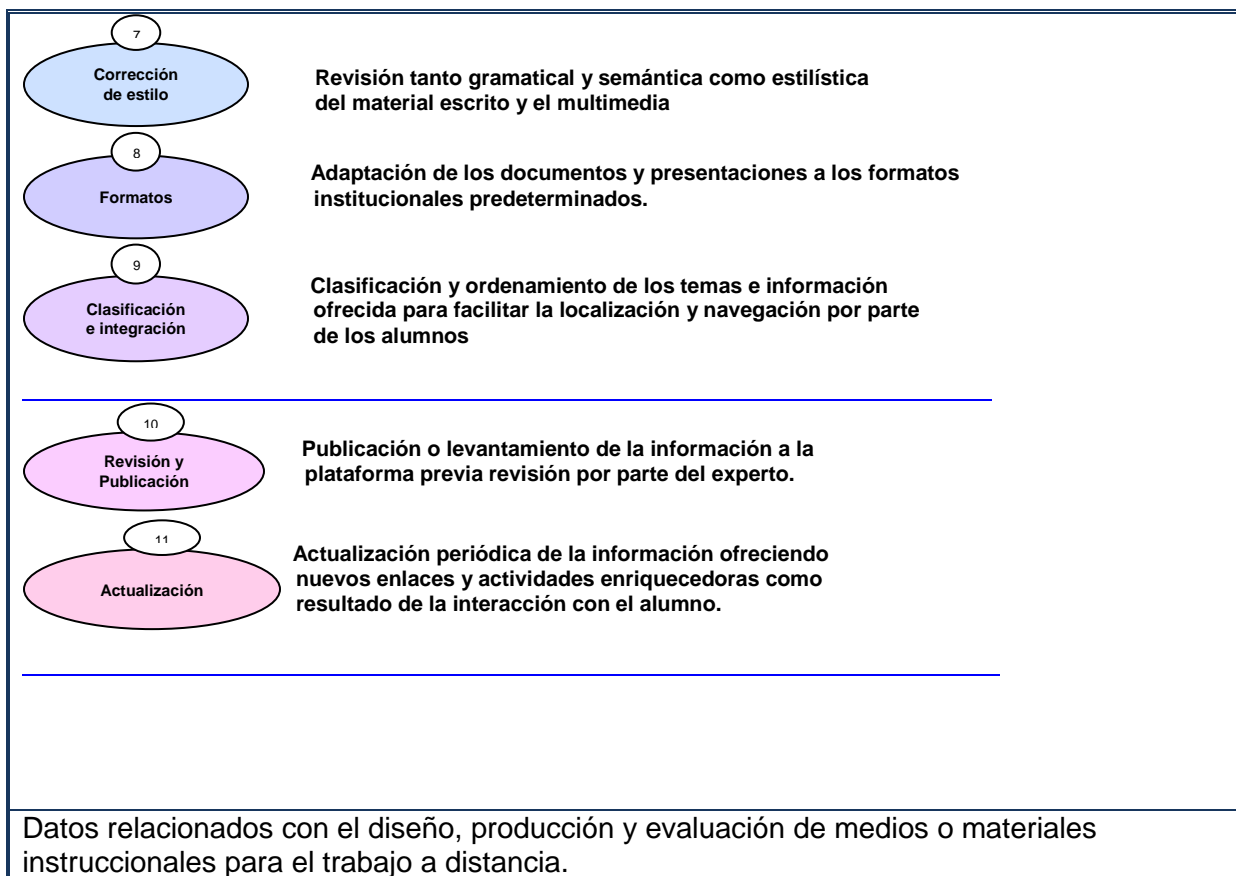 7
Corrección
de estilo
Revisión tanto gramatical y semántica como estilística
del material escrito y el multimedia
8
Formatos
Adaptación de los documentos y presentaciones a los formatos
institucionales predeterminados.
9
Clasificación
e integración
Clasificación y ordenamiento de los temas e información
ofrecida para facilitar la localización y navegación por parte
de los alumnos
10
Revisión y
Publicación
Publicación o levantamiento de la información a la
plataforma previa revisión por parte del experto.
11
Actualización
Actualización periódica de la información ofreciendo
nuevos enlaces y actividades enriquecedoras como
resultado de la interacción con el alumno.
Datos relacionados con el diseño, producción y evaluación de medios o materiales
instruccionales para el trabajo a distancia.